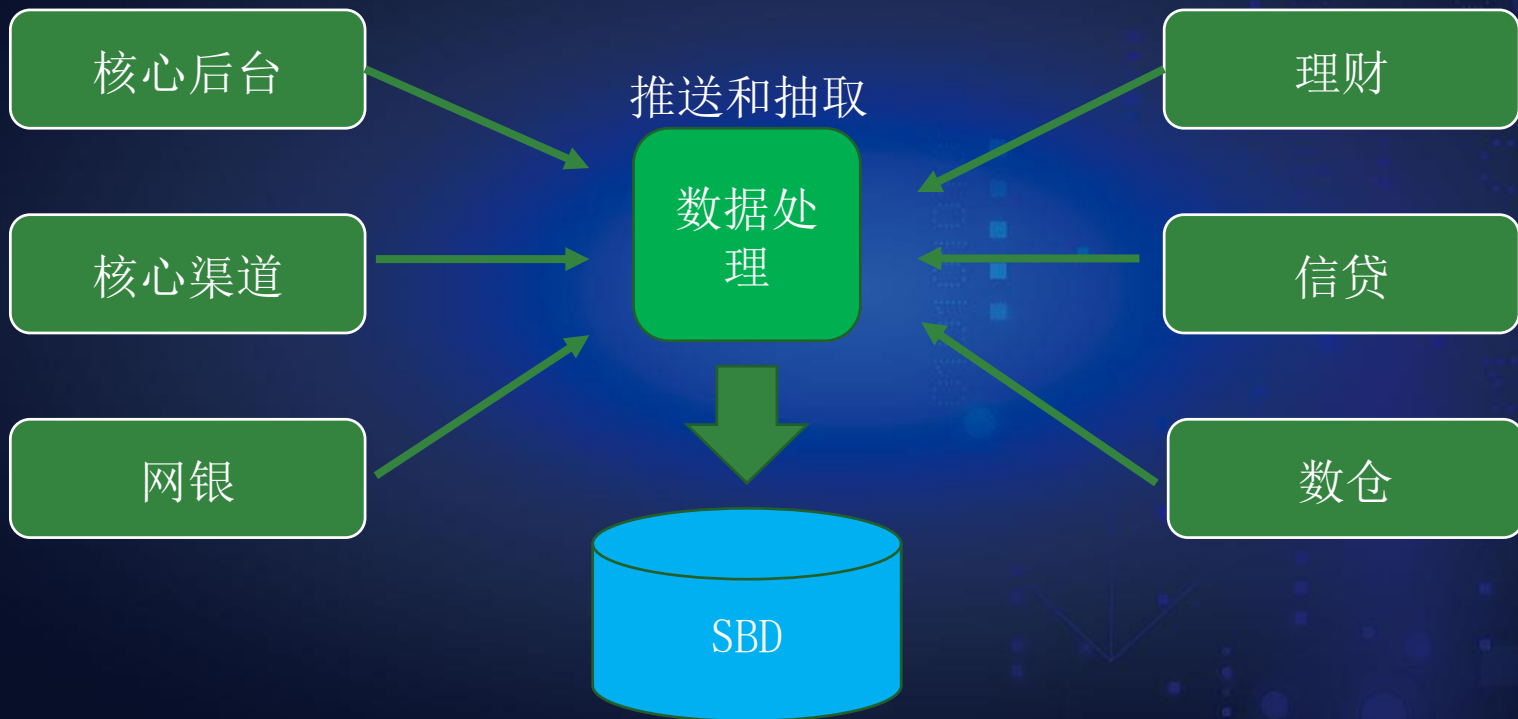 核心后台
推送和抽取
理财
数据处
理
核心渠道
信贷
网银
数仓
SBD